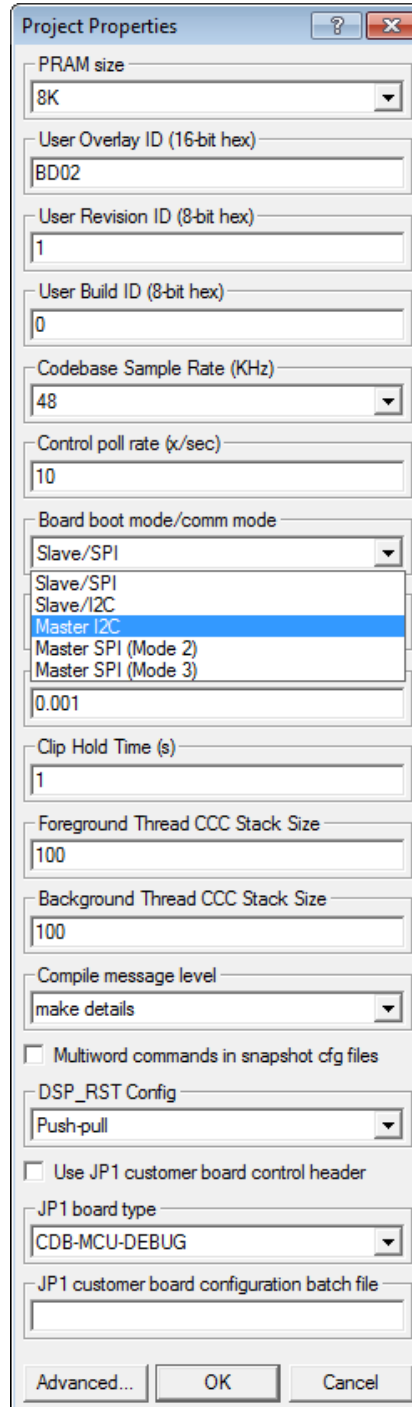 Project Properties
PRAM size
8K
User Overlay ID (16-bit hex)
BD02
User Revision ID (8-bit hex)
1
User Build ID (8-bit hex)
0
Codebase Sample Rate (KHz)
48
Control poll rate (x/sec)
10
Board boot mode/comm mode
Slave/SPI
Slave/SPI
Slave/I2C
Master I2C
Master SPI (Mode 2)
Master SPI (Mode 3)
0.001
Clip Hold Time (s)
1
Foreground Thread CCC Stack Size
100
Background Thread CCC Stack Size
100
Compile message level
make details
Multiword commands in snapshot cfg files
DSP_RST Config
Push-pull
Use JP1 customer board control header
JP1 board type
CDB-MCU-DEBUG
JP1 customer board configuration batch file
Advanced... OK Cancel